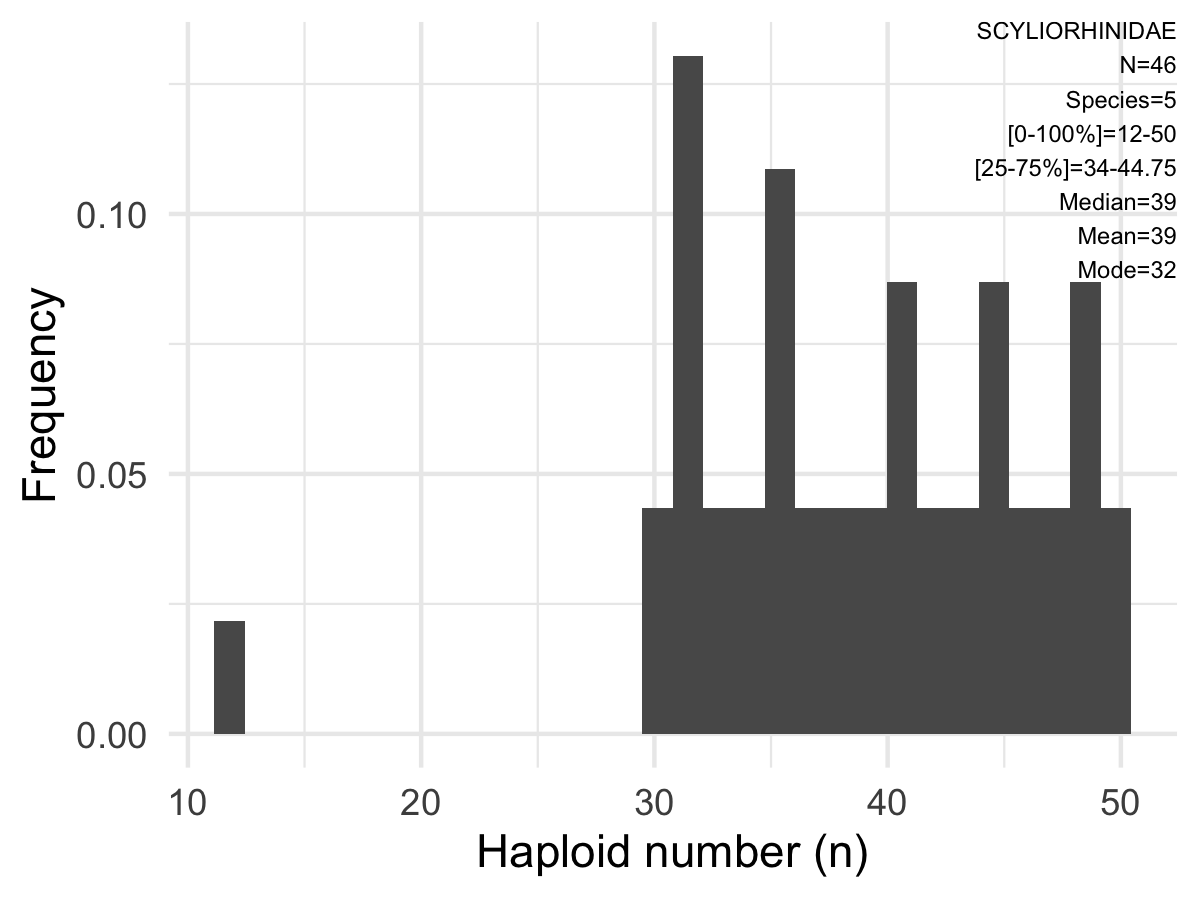 SCYLIORHINIDAE
N=46
Species=5
[0-100%]=12-50
[25-75%]=34-44.75
Median=39
Mean=39
Mode=32
Frequency
0.10
0.05
0.00
10 20 30 40 50
Haploid number (n)